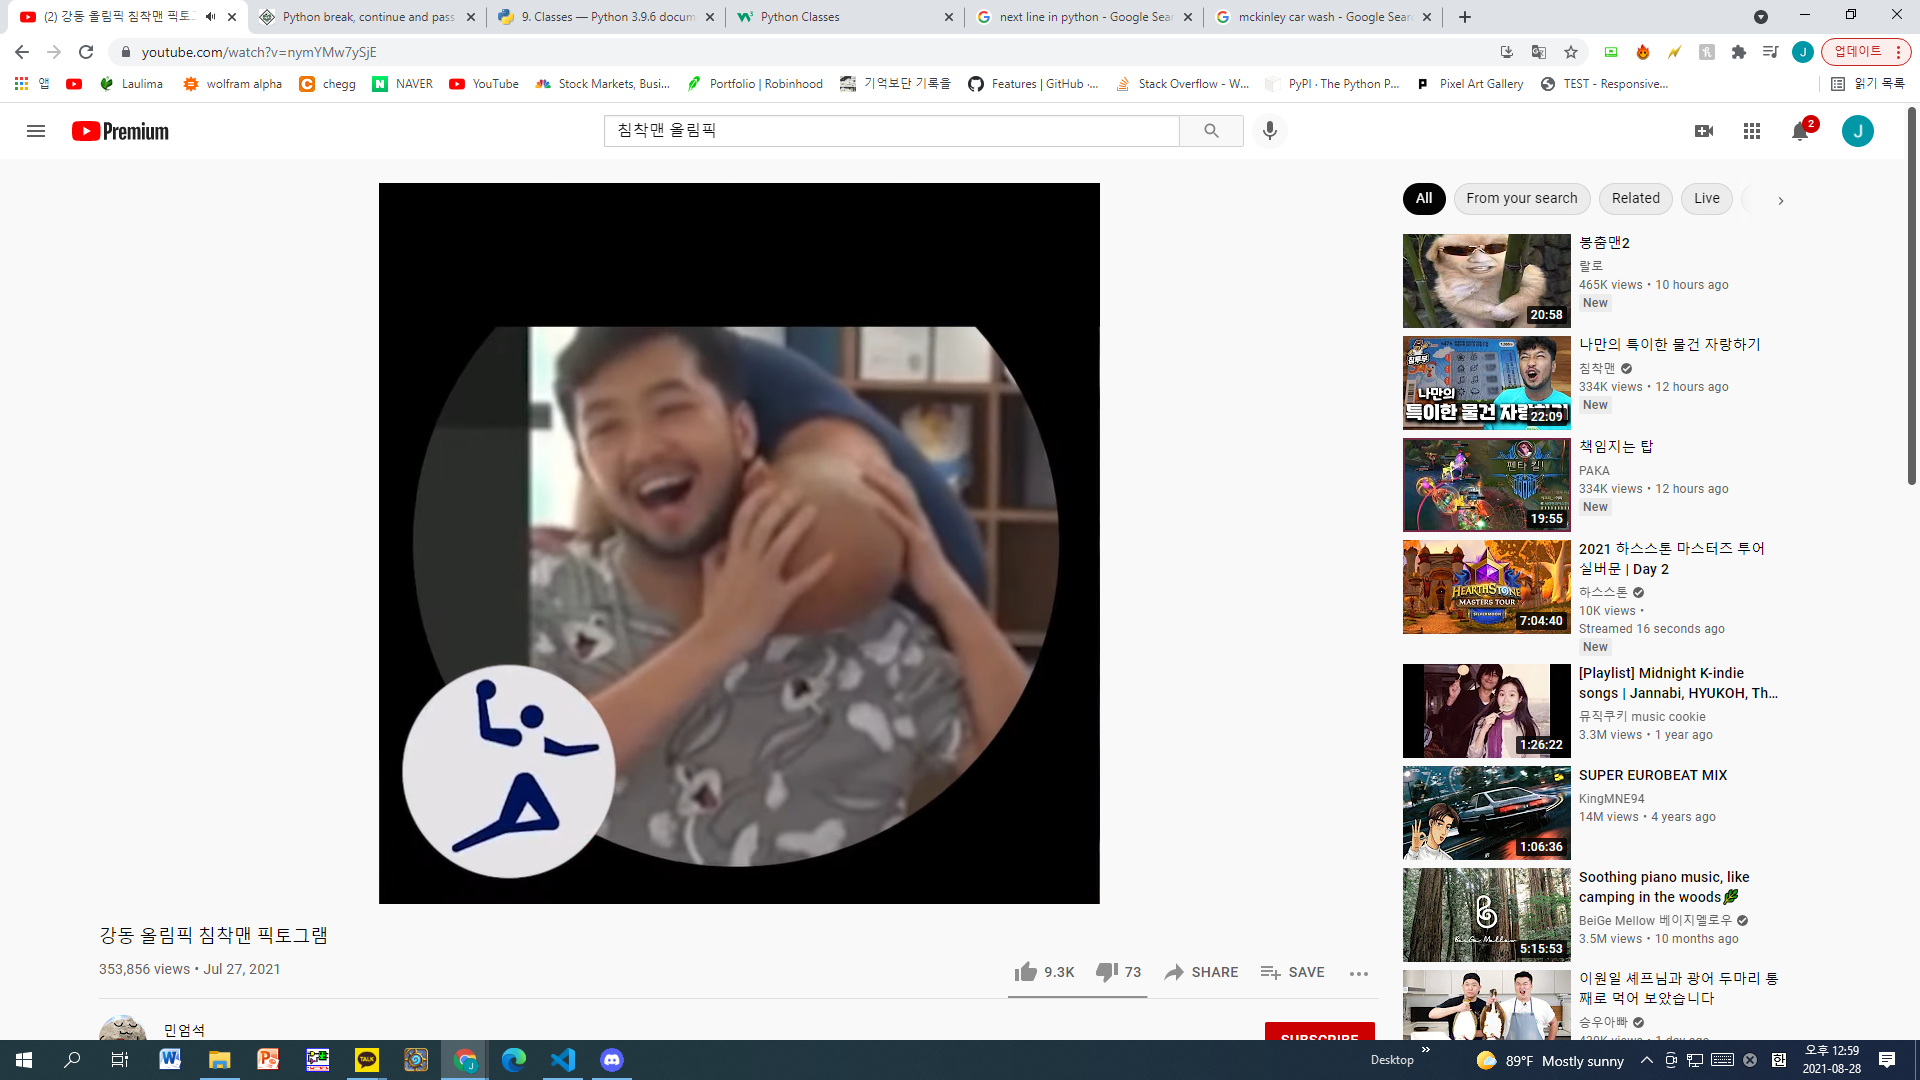 (2) 강동 올림픽 침착맨 픽토그
Python break, continue and pass
9. Classes — Python 3.9.6 docum
Python Classes
next line in python - Google Sear
mckinley car wash - Google Searc
youtube.com/watch?v=nymYMw7ySjE
J
업데이트
앱
Laulima
wolfram alpha
chegg
NAVER
YouTube
Stock Markets, Busi...
Portfolio | Robinhood
기억보단 기록을
Features | GitHub ·...
Stack Overflow - W...
PyPI · The Python P...
Pixel Art Gallery
TEST - Responsive...
읽기 목록
Premium
침착맨 올림픽
2
J
All
From your search
Related
Live
봉춤맨2
랄로
465K views • 10 hours ago
New
20:58
나만의 특이한 물건 자랑하기
침착맨
334K views • 12 hours ago
New
나만의
특이한 물건 자랑하기
22:09
책임지는 탑
PAKA
334K views • 12 hours ago
New
펜타 킬!
19:55
2021 하스스톤 마스터즈 투어
실버문 | Day 2
하스스톤
10K views •
Streamed 16 seconds ago
New
HEARTHSTONE
MASTERS TOUR
SILVERMOON
7:04:40
[Playlist] Midnight K-indie
songs | Jannabi, HYUKOH, Th...
뮤직쿠키 music cookie
3.3M views • 1 year ago
1:26:22
SUPER EUROBEAT MIX
KingMNE94
14M views • 4 years ago
1:06:36
Soothing piano music, like
camping in the woods🌿
BeiGe Mellow 베이지멜로우
3.5M views • 10 months ago
BeiGe Mellow
5:15:53
이원일 셰프님과 광어 두마리 통
째로 먹어 보았습니다
승우아빠
강동 올림픽 침착맨 픽토그램
353,856 views • Jul 27, 2021
9.3K
73
SHARE
SAVE
민엄석
SUBSCRIBE
TALK
Desktop
89°F Mostly sunny
한
오후 12:59
2021-08-28